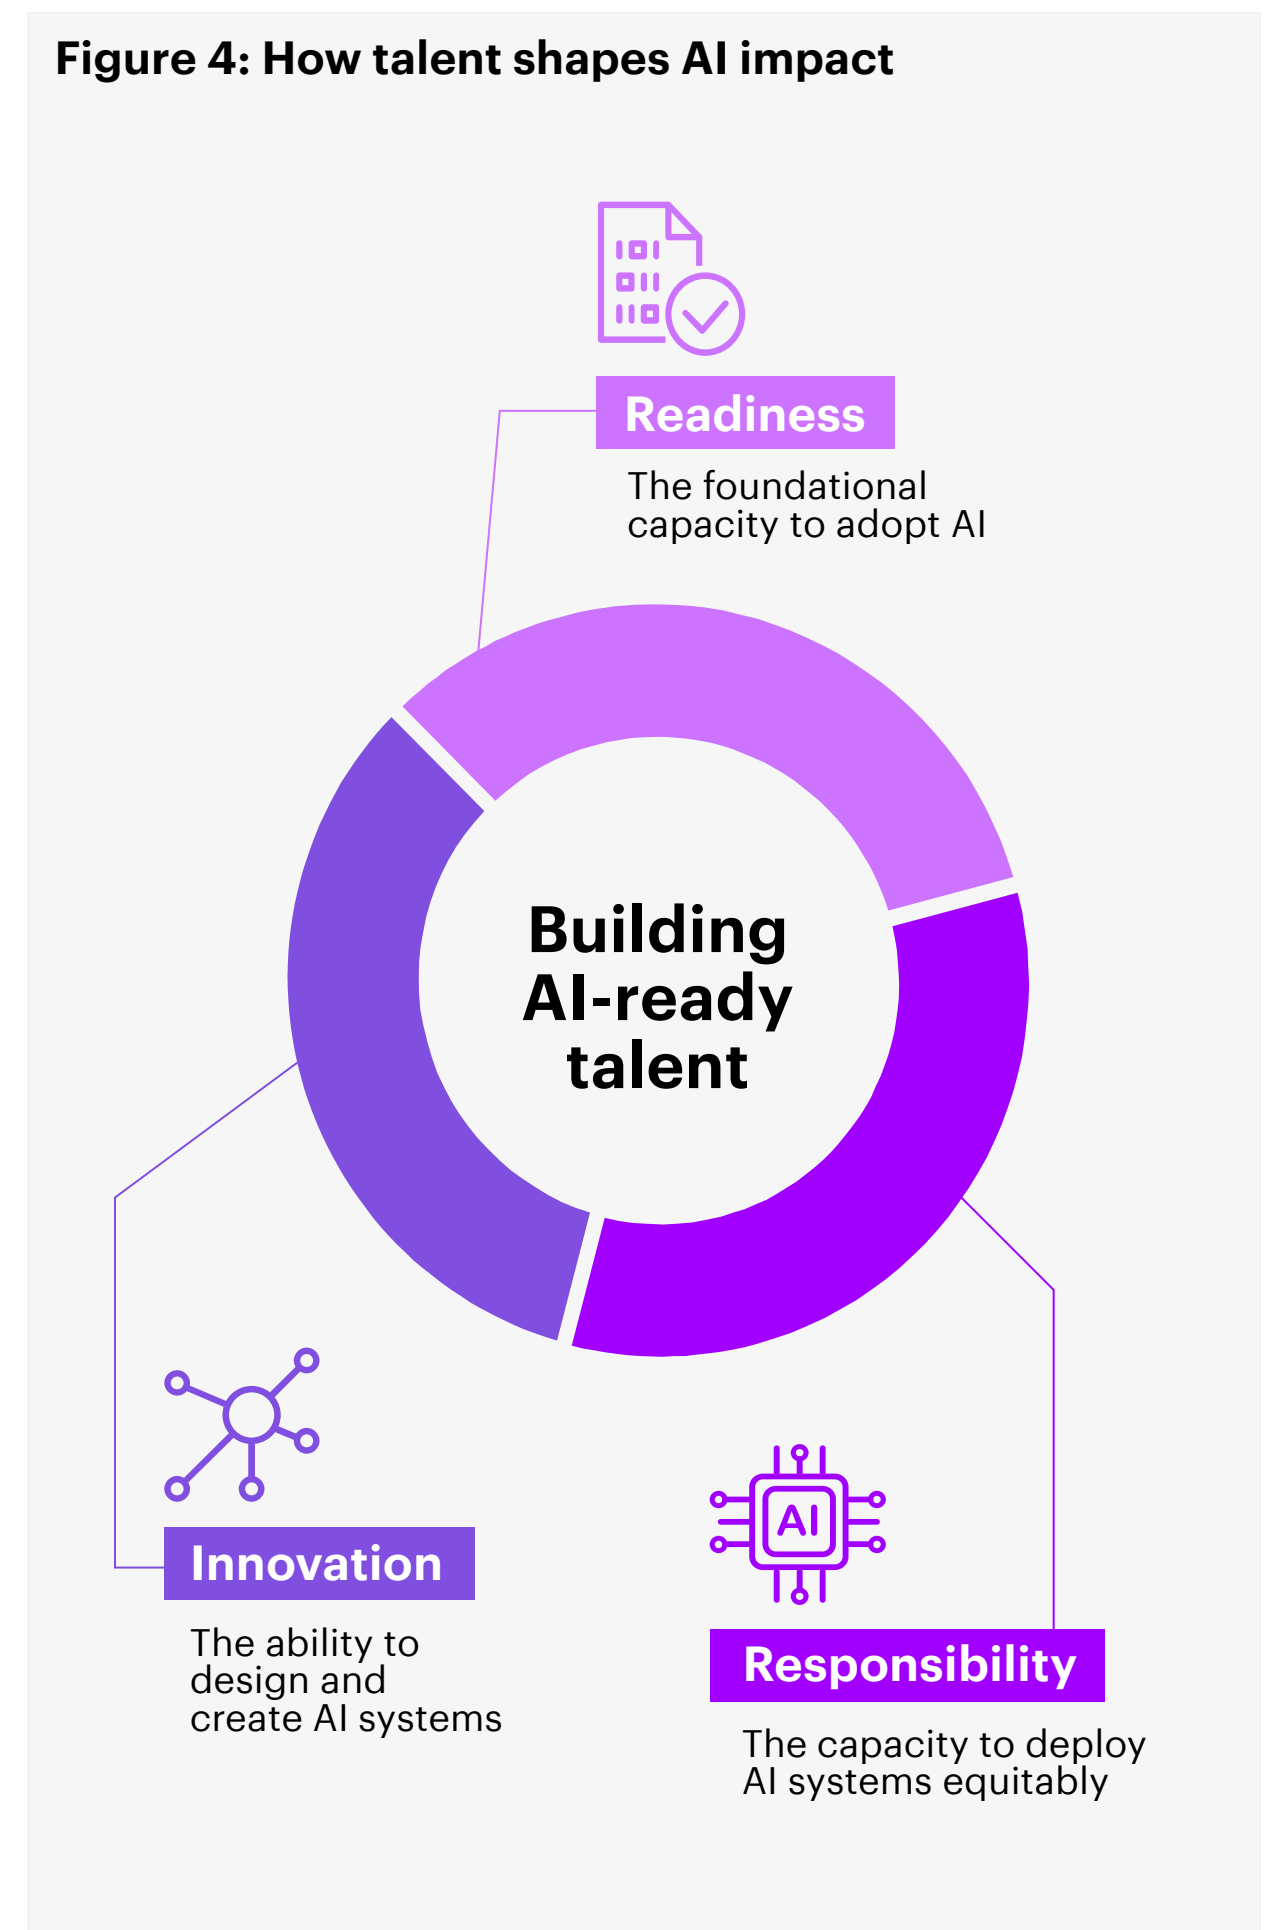 Figure 4: How talent shapes AI impact
Readiness
The foundational
capacity to adopt AI
Building
AI-ready
talent
Innovation
The ability to
design and
create AI systems
AI
Responsibility
The capacity to deploy
AI systems equitably